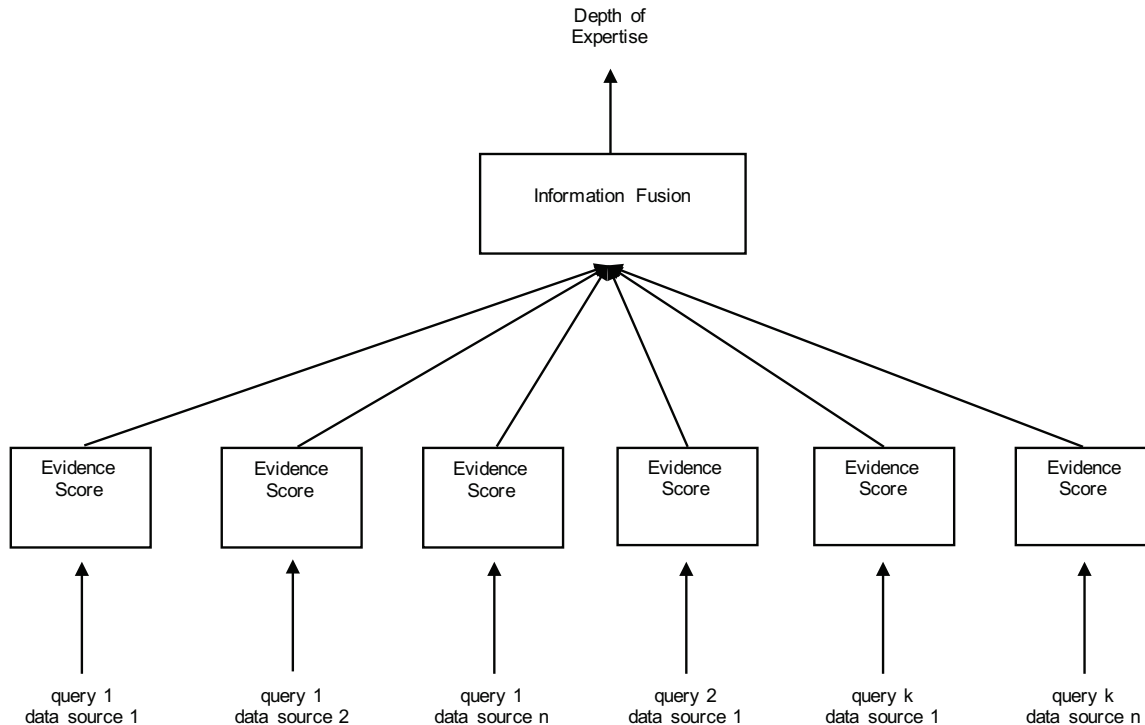 Depth of
Expertise
Information Fusion
Evidence
Score
Evidence
Score
Evidence
Score
Evidence
Score
Evidence
Score
Evidence
Score
query 1
data source 1
query 1
data source 2
query 1
data source n
query 2
data source 1
query k
data source 1
query k
data source n